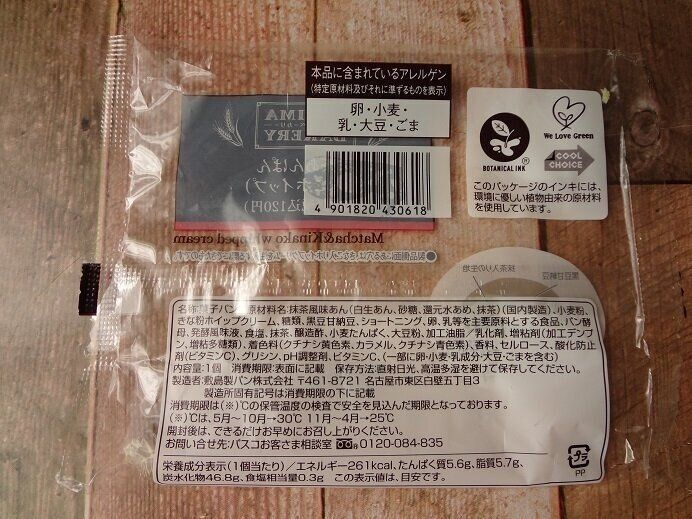 本品に含まれているアレルゲン
(特定原材料及びそれに準ずるものを表示)
卵・小麦・
乳・大豆・ごま
4 901820 430618
BOTANICAL INK
We Love Green
COOL CHOICE
このパッケージのインキには、
環境に優しい植物由来の原材料
を使用しています。
Matcha&Kinako whipped cream
名称:菓子パン 原材料名:抹茶風味あん(白生あん、砂糖、還元水あめ、抹茶)(国内製造)、小麦粉、
きな粉ホイップクリーム、糖類、黒豆甘納豆、ショートニング、卵、乳等を主要原料とする食品、パン酵
母、発酵風味液、食塩、抹茶、醸造酢、小麦たんぱく、大豆粉、加工油脂/乳化剤、増粘剤(加工デンプ
ン、増粘多糖類)、着色料(クチナシ黄色素、カラメル、クチナシ青色素)、香料、セルロース、酸化防止
剤(ビタミンC)、グリシン、pH調整剤、ビタミンC、(一部に卵・小麦・乳成分・大豆・ごまを含む)
内容量:1個 消費期限:表面に記載 保存方法:直射日光、高温多湿を避けて保存してください。
製造者:敷島製パン株式会社 〒461-8721 名古屋市東区白壁五丁目3
製造所固有記号は消費期限の下に記載
消費期限は(※)℃の保管温度の検査で安全を見込んだ期限となっております。
(※)℃は、5月〜10月→30℃ 11月〜4月→25℃
開封後は、できるだけお早めにお召し上がりください。
お問い合せ先:パスコお客さま相談室 0120-084-835
栄養成分表示(1個当たり)/エネルギー261kcal、たんぱく質5.6g、脂質5.7g、
炭水化物46.8g、食塩相当量0.3g この表示値は、目安です。
PP